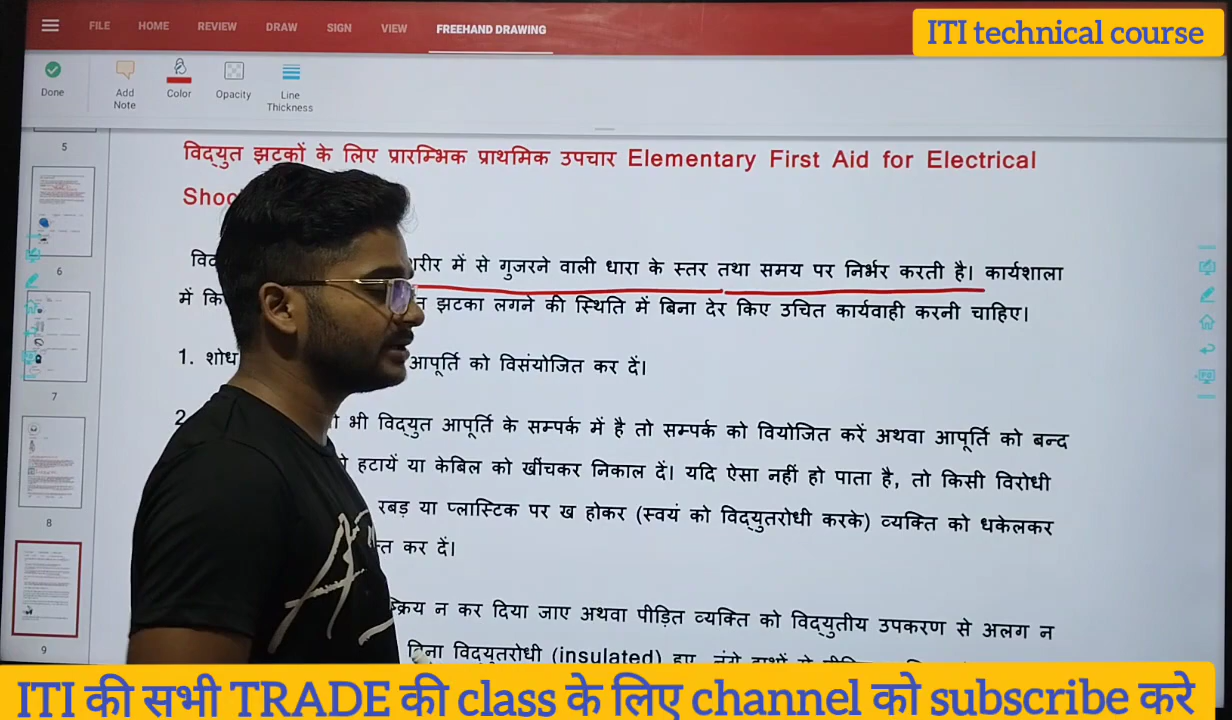 FILE HOME REVIEW DRAW SIGN VIEW FREEHAND DRAWING
ITI technical course
Done Add Note Color Opacity Line Thickness
5
विद्युत झटकों के लिए प्रारम्भिक प्राथमिक उपचार Elementary First Aid for Electrical
में से गुजरने वाली धारा के स्तर तथा समय पर निर्भर करती है। कार्यशाला
6
में झटका लगने की स्थिति में बिना देर किए उचित कार्यवाही करनी चाहिए।
1. आपूर्ति को विसंयोजित कर दें।
7
2 भी विद्युत आपूर्ति के सम्पर्क में है तो सम्पर्क को वियोजित करें अथवा आपूर्ति को बन्द
हटायें या केबिल को खींचकर निकाल दें। यदि ऐसा नहीं हो पाता है, तो किसी विरोधी
रबड़ या प्लास्टिक पर ख होकर (स्वयं को विद्युतरोधी करके) व्यक्ति को धकेलकर
8
कर दें।
न कर दिया जाए अथवा पीड़ित व्यक्ति को विद्युतीय उपकरण से अलग न
9
बिना विद्युतरोधी (insulated)
ITI की सभी TRADE की class के लिए channel को subscribe करे